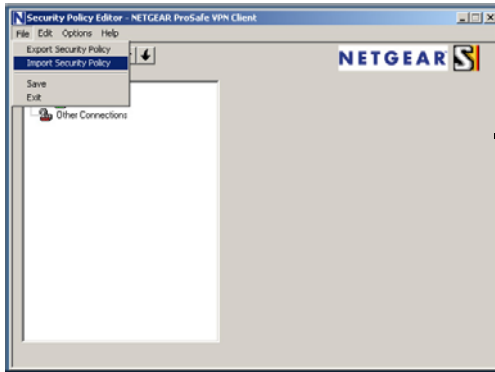 Security Policy Editor - NETGEAR ProSafe VPN Client
File Edit Options Help
Export Security Policy
Import Security Policy
NETGEAR
Save
Exit
Other Connections